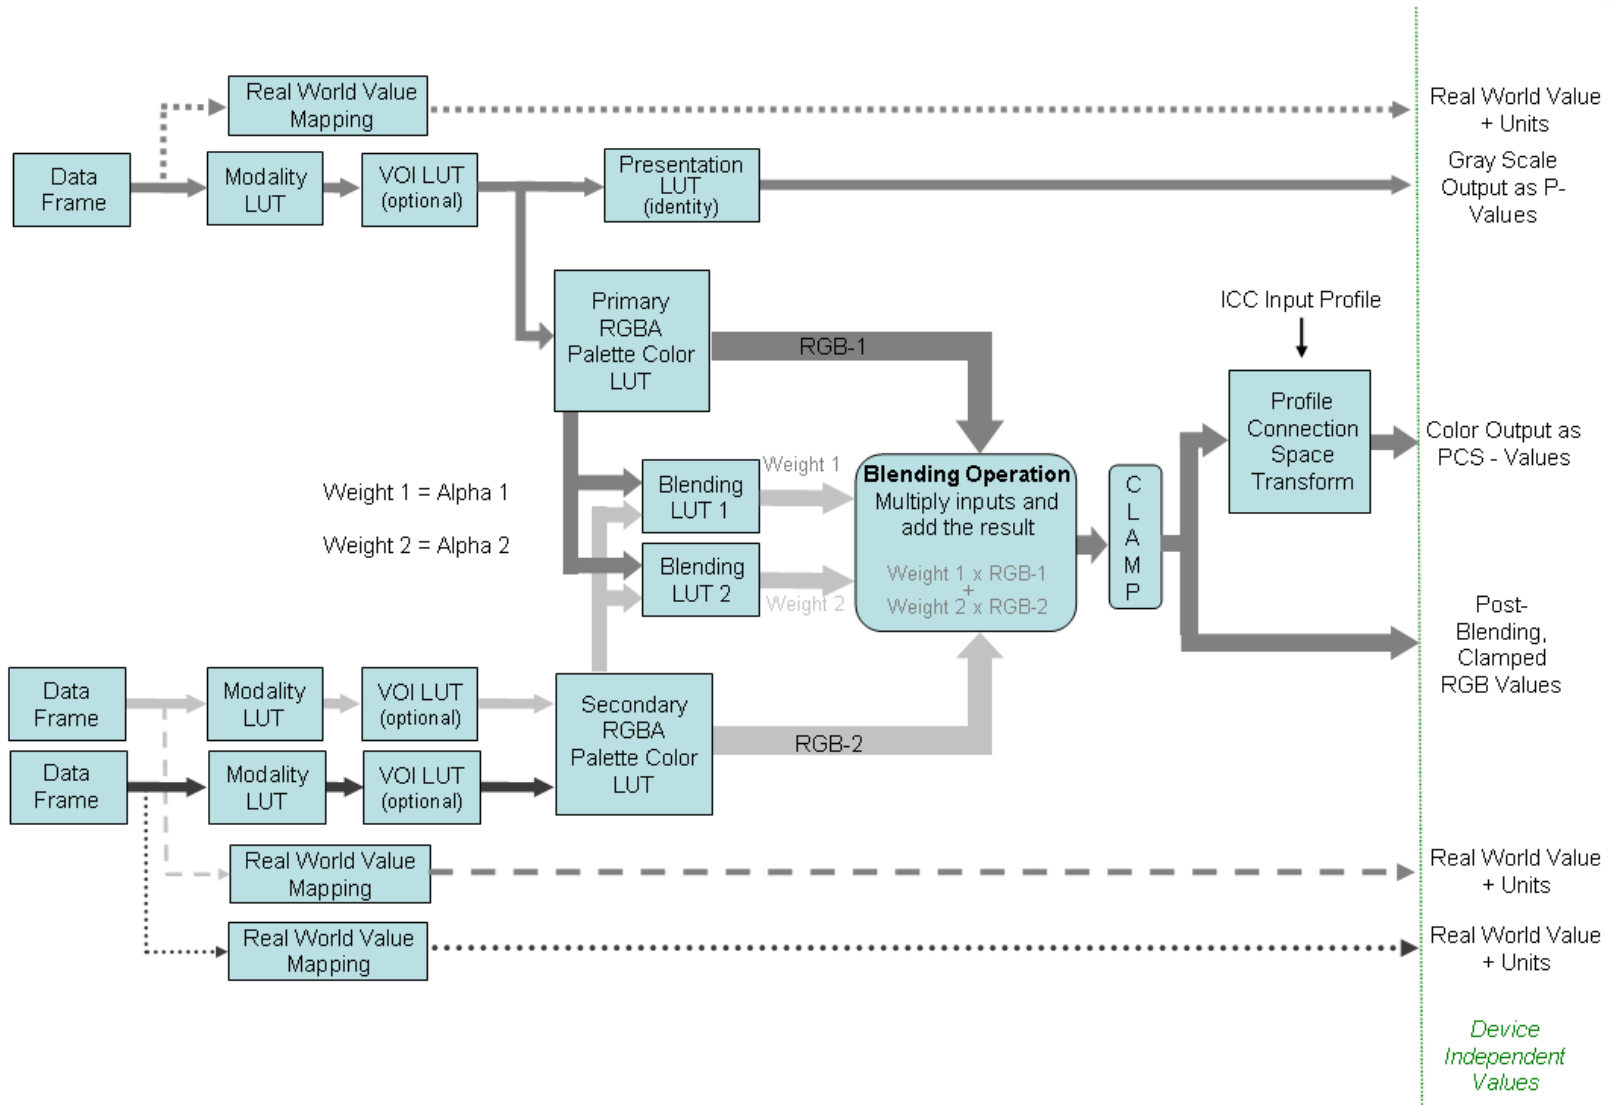 Real World Value
Mapping
Real World Value
+ Units
Data
Frame
Modality
LUT
VOI LUT
(optional)
Presentation
LUT
(identity)
Gray Scale
Output as P-
Values
Primary
RGBA
Palette Color
LUT
RGB-1
ICC Input Profile
Profile
Connection
Space
Transform
Color Output as
PCS - Values
Weight 1 = Alpha 1
Weight 2 = Alpha 2
Blending
LUT 1
Weight 1
Blending
LUT 2
Weight 2
Blending Operation
Multiply inputs and
add the result
Weight 1 x RGB-1
+
Weight 2 x RGB-2
C
L
A
M
P
Post-
Blending,
Clamped
RGB Values
Data
Frame
Modality
LUT
VOI LUT
(optional)
Secondary
RGBA
Palette Color
LUT
RGB-2
Data
Frame
Modality
LUT
VOI LUT
(optional)
Real World Value
Mapping
Real World Value
+ Units
Real World Value
Mapping
Real World Value
+ Units
Device
Independent
Values